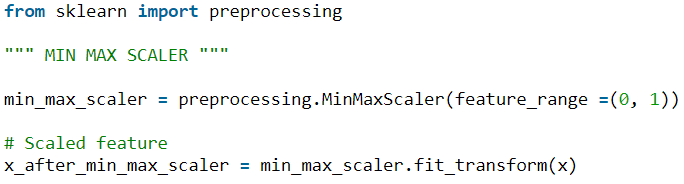 from sklearn import preprocessing
""" MIN MAX SCALER """
min_max_scaler = preprocessing.MinMaxScaler(feature_range =(0, 1))
# Scaled feature
x_after_min_max_scaler = min_max_scaler.fit_transform(x)